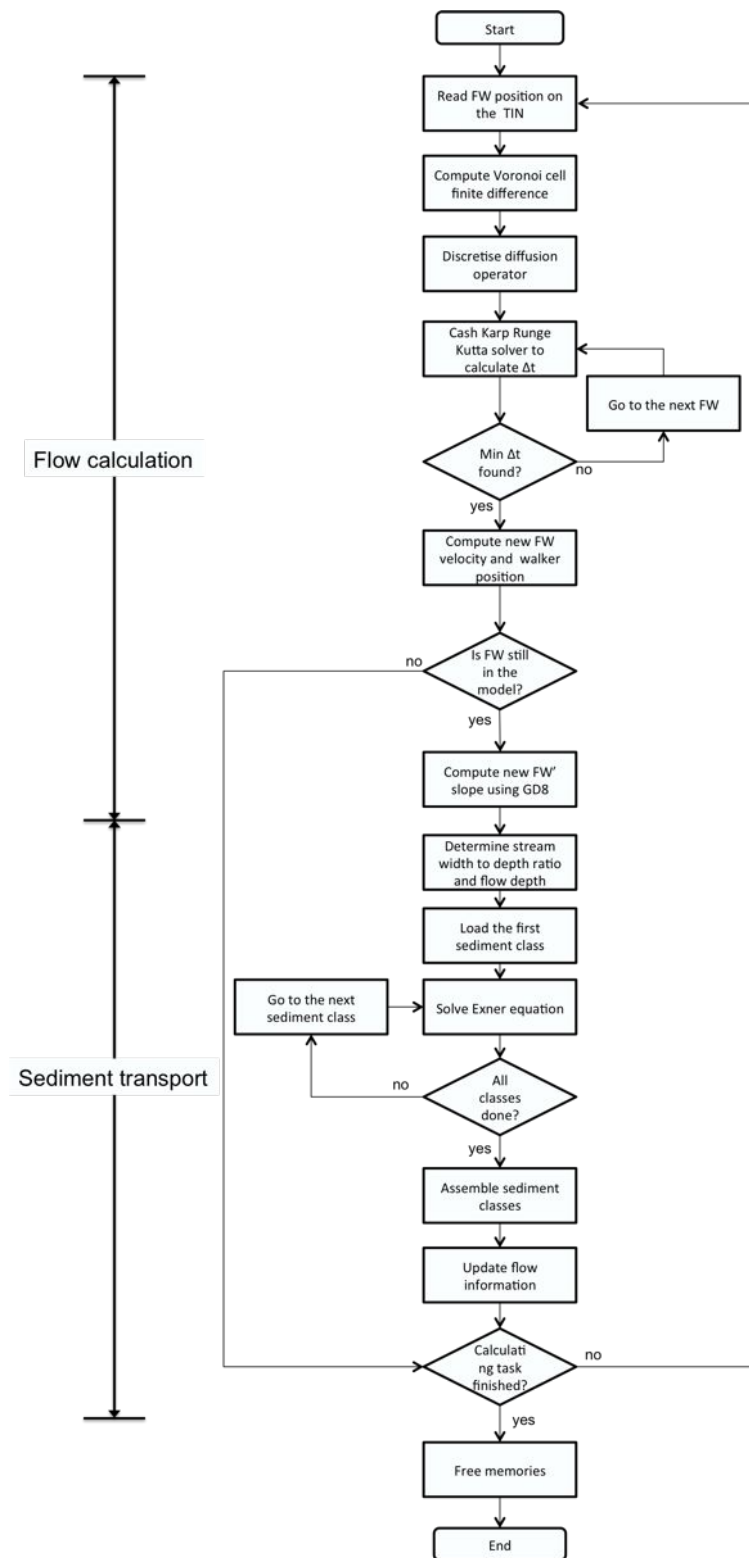 Start
Read FW position on
the TIN
Compute Voronoi cell
finite difference
Discretise diffusion
operator
Cash Karp Runge
Kutta solver to
calculate Δt
Go to the next FW
Min Δt
found?
no
yes
Flow calculation
Compute new FW
velocity and walker
position
Is FW still
in the
model?
no
yes
Compute new FW'
slope using GD8
Determine stream
width to depth ratio
and flow depth
Load the first
sediment class
Go to the next
sediment class
Solve Exner equation
Sediment transport
All
classes
done?
no
yes
Assemble sediment
classes
Update flow
information
Calculati
ng task
finished?
no
yes
Free memories
End